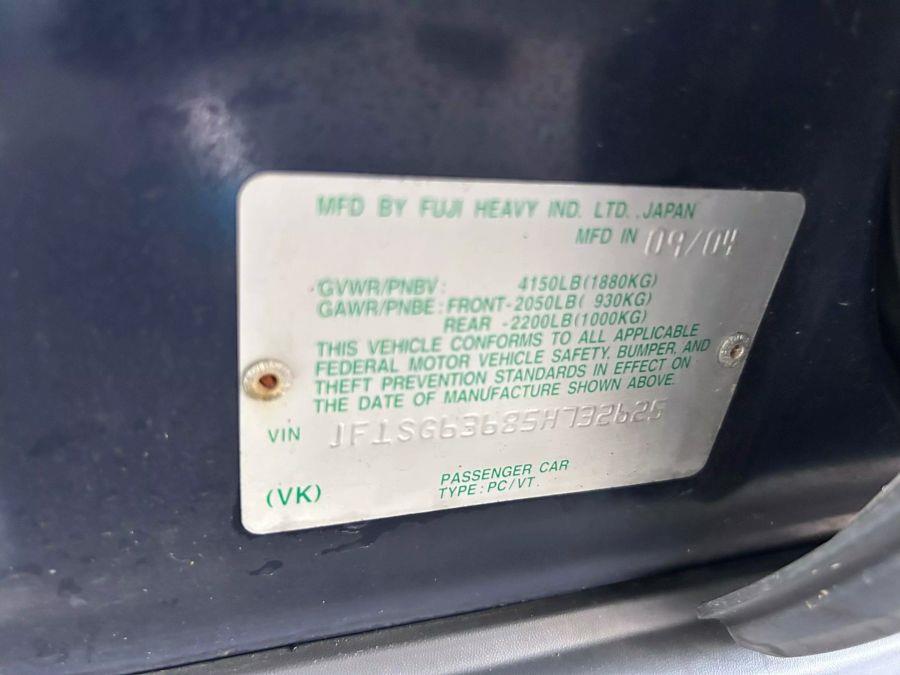 MFD BY FUJI HEAVY IND. LTD. JAPAN
MFD IN 09/04
GVWR/PNBV: 4150LB(1880KG)
GAWR/PNBE: FRONT-2050LB( 930KG)
REAR -2200LB(1000KG)
THIS VEHICLE CONFORMS TO ALL APPLICABLE
FEDERAL MOTOR VEHICLE SAFETY, BUMPER, AND
THEFT PREVENTION STANDARDS IN EFFECT ON
THE DATE OF MANUFACTURE SHOWN ABOVE.
VIN JF1SG63685H732625
PASSENGER CAR
(VK) TYPE: PC/VT.